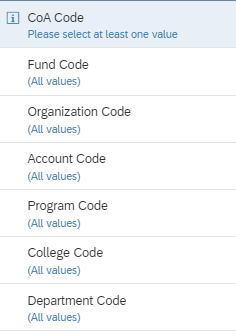 CoA Code
Please select at least one value
Fund Code
(All values)
Organization Code
(All values)
Account Code
(All values)
Program Code
(All values)
College Code
(All values)
Department Code
(All values)